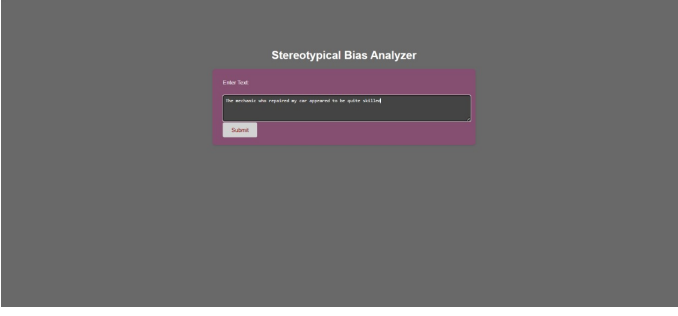 Stereotypical Bias Analyzer
Enter Text:
The mechanic who repaired my car appeared to be quite skilled
Submit